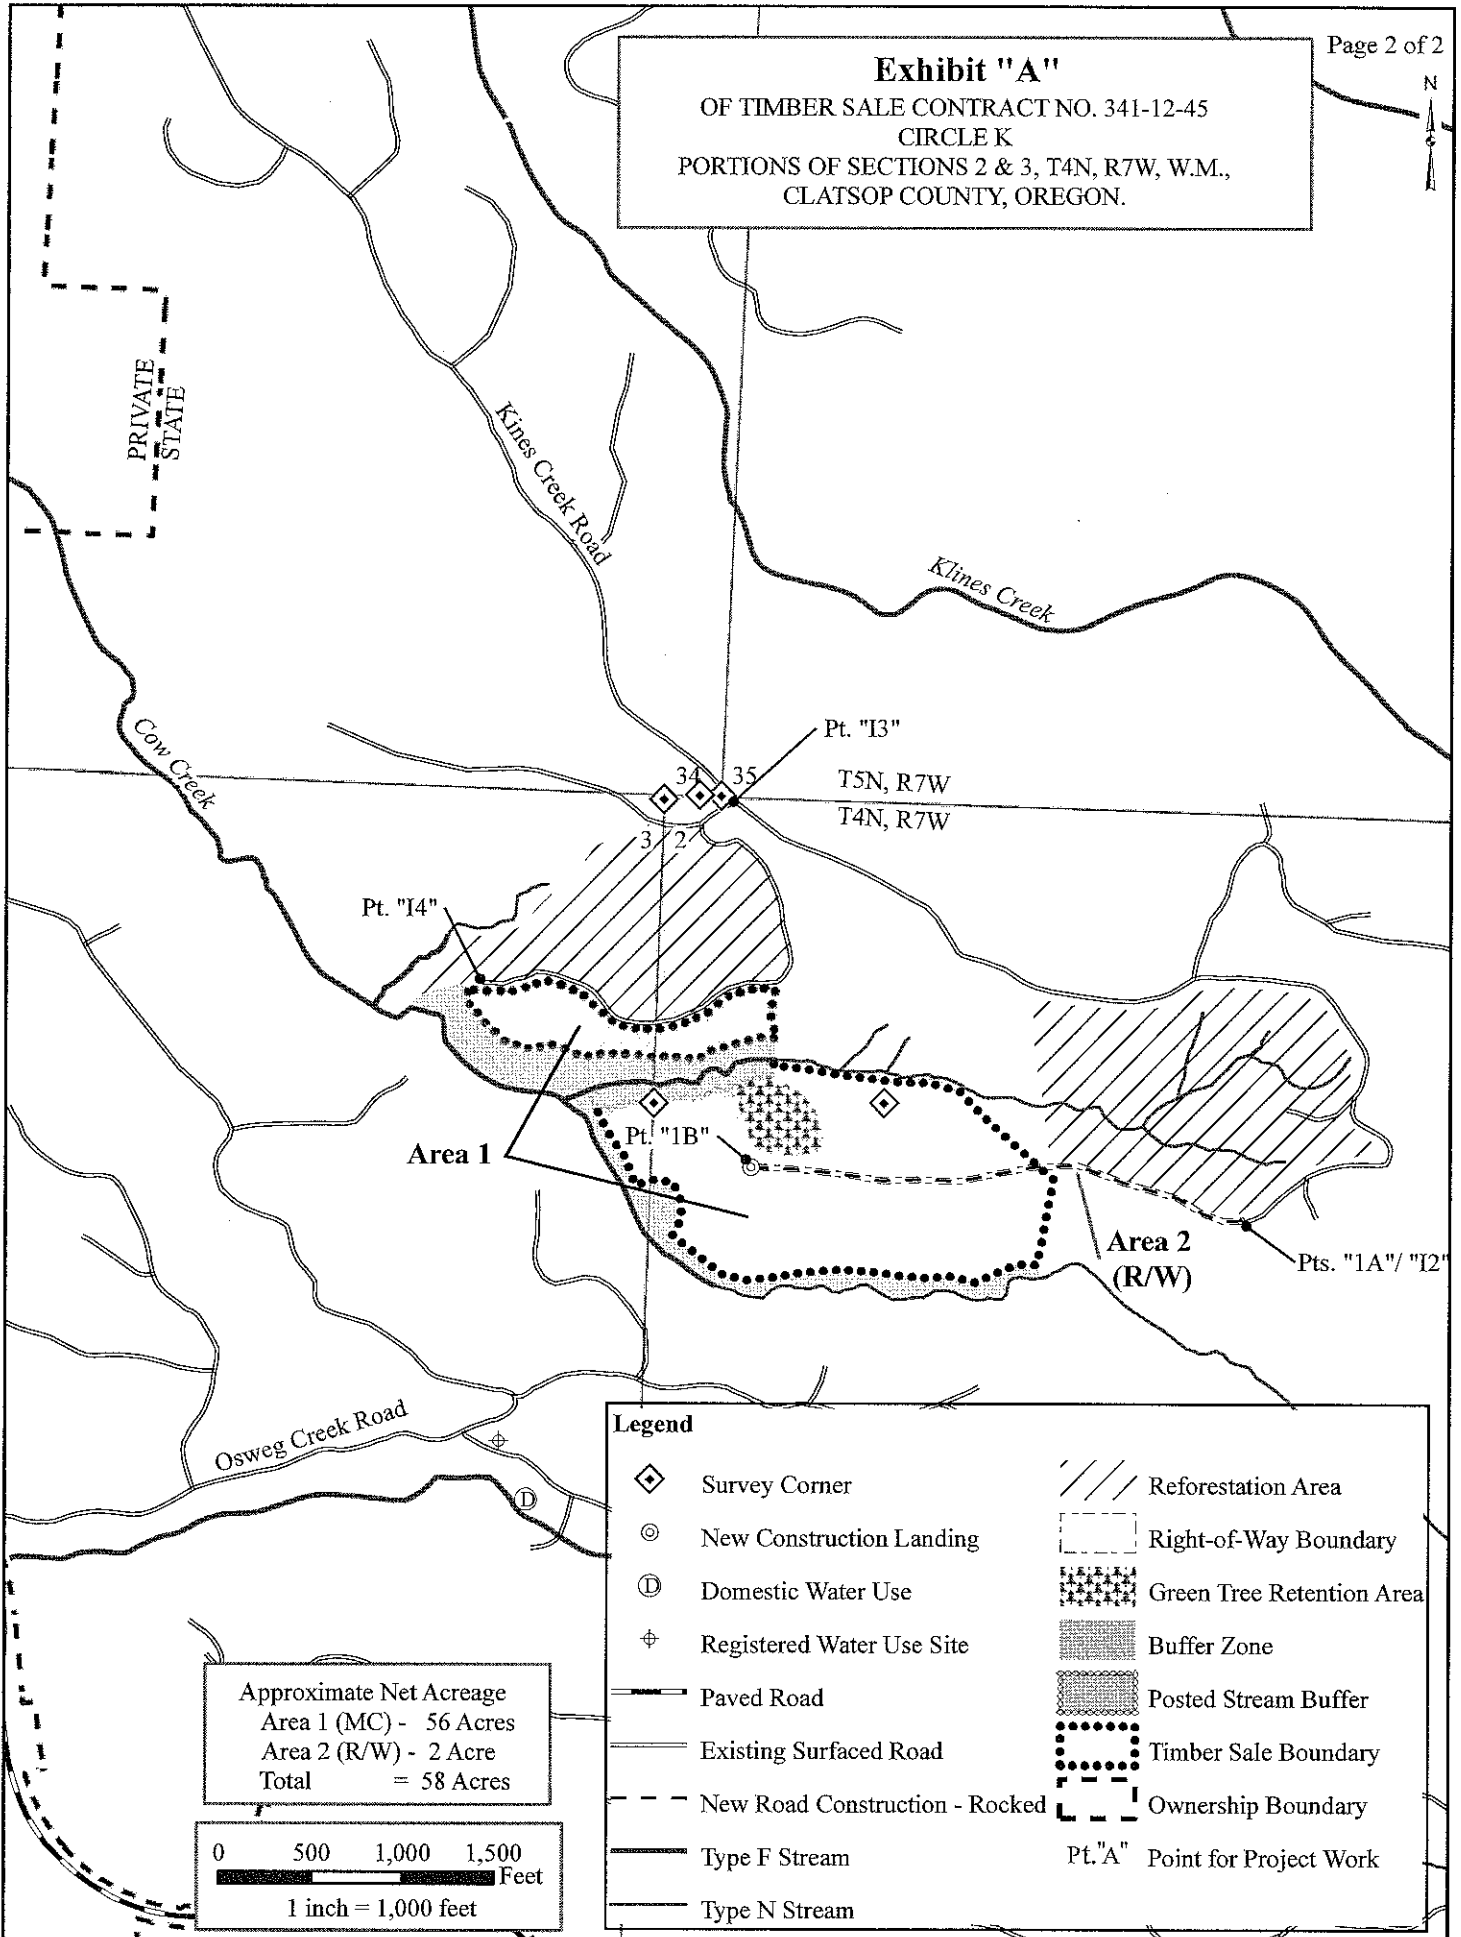 Page 2 of 2
Exhibit "A"
OF TIMBER SALE CONTRACT NO. 341-12-45
CIRCLE K
PORTIONS OF SECTIONS 2 & 3, T4N, R7W, W.M.,
CLATSOP COUNTY, OREGON.
N
PRIVATE
STATE
Kines Creek Road
Klines Creek
Cow Creek
Pt. "I3"
34
35
T5N, R7W
T4N, R7W
3
2
Pt. "I4"
Pt. "1B"
Area 1
Area 2
(R/W)
Pts. "1A"/ "I2"
Osweg Creek Road
D
Legend
Survey Corner
New Construction Landing
D Domestic Water Use
Registered Water Use Site
Paved Road
Existing Surfaced Road
New Road Construction - Rocked
Type F Stream
Type N Stream
Reforestation Area
Right-of-Way Boundary
Green Tree Retention Area
Buffer Zone
Posted Stream Buffer
Timber Sale Boundary
Ownership Boundary
Pt."A" Point for Project Work
Approximate Net Acreage
Area 1 (MC) - 56 Acres
Area 2 (R/W) - 2 Acre
Total = 58 Acres
0 500 1,000 1,500
Feet
1 inch = 1,000 feet